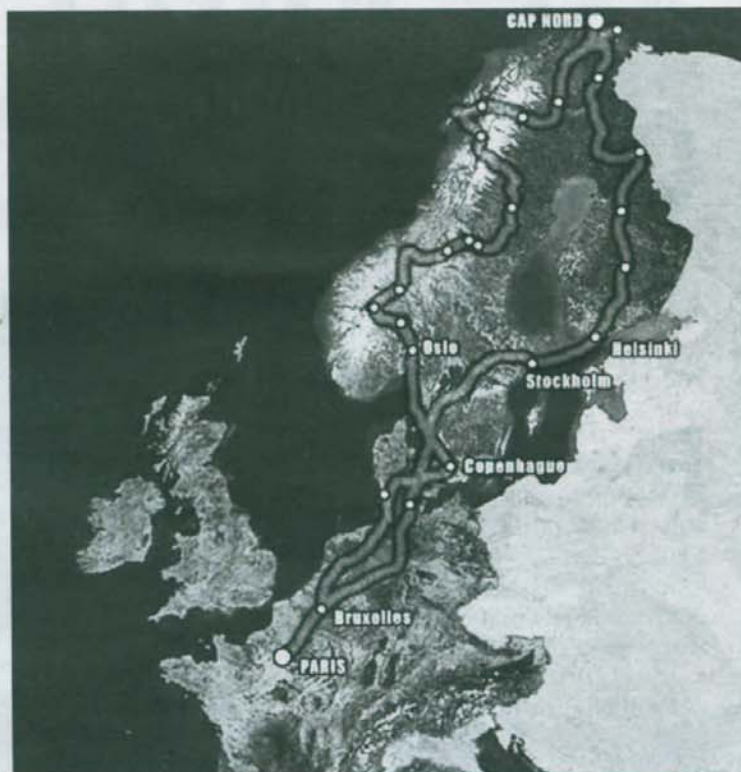 CAP NORD
Oslo
Helsinki
Stockholm
Copenhague
Bruxelles
PARIS